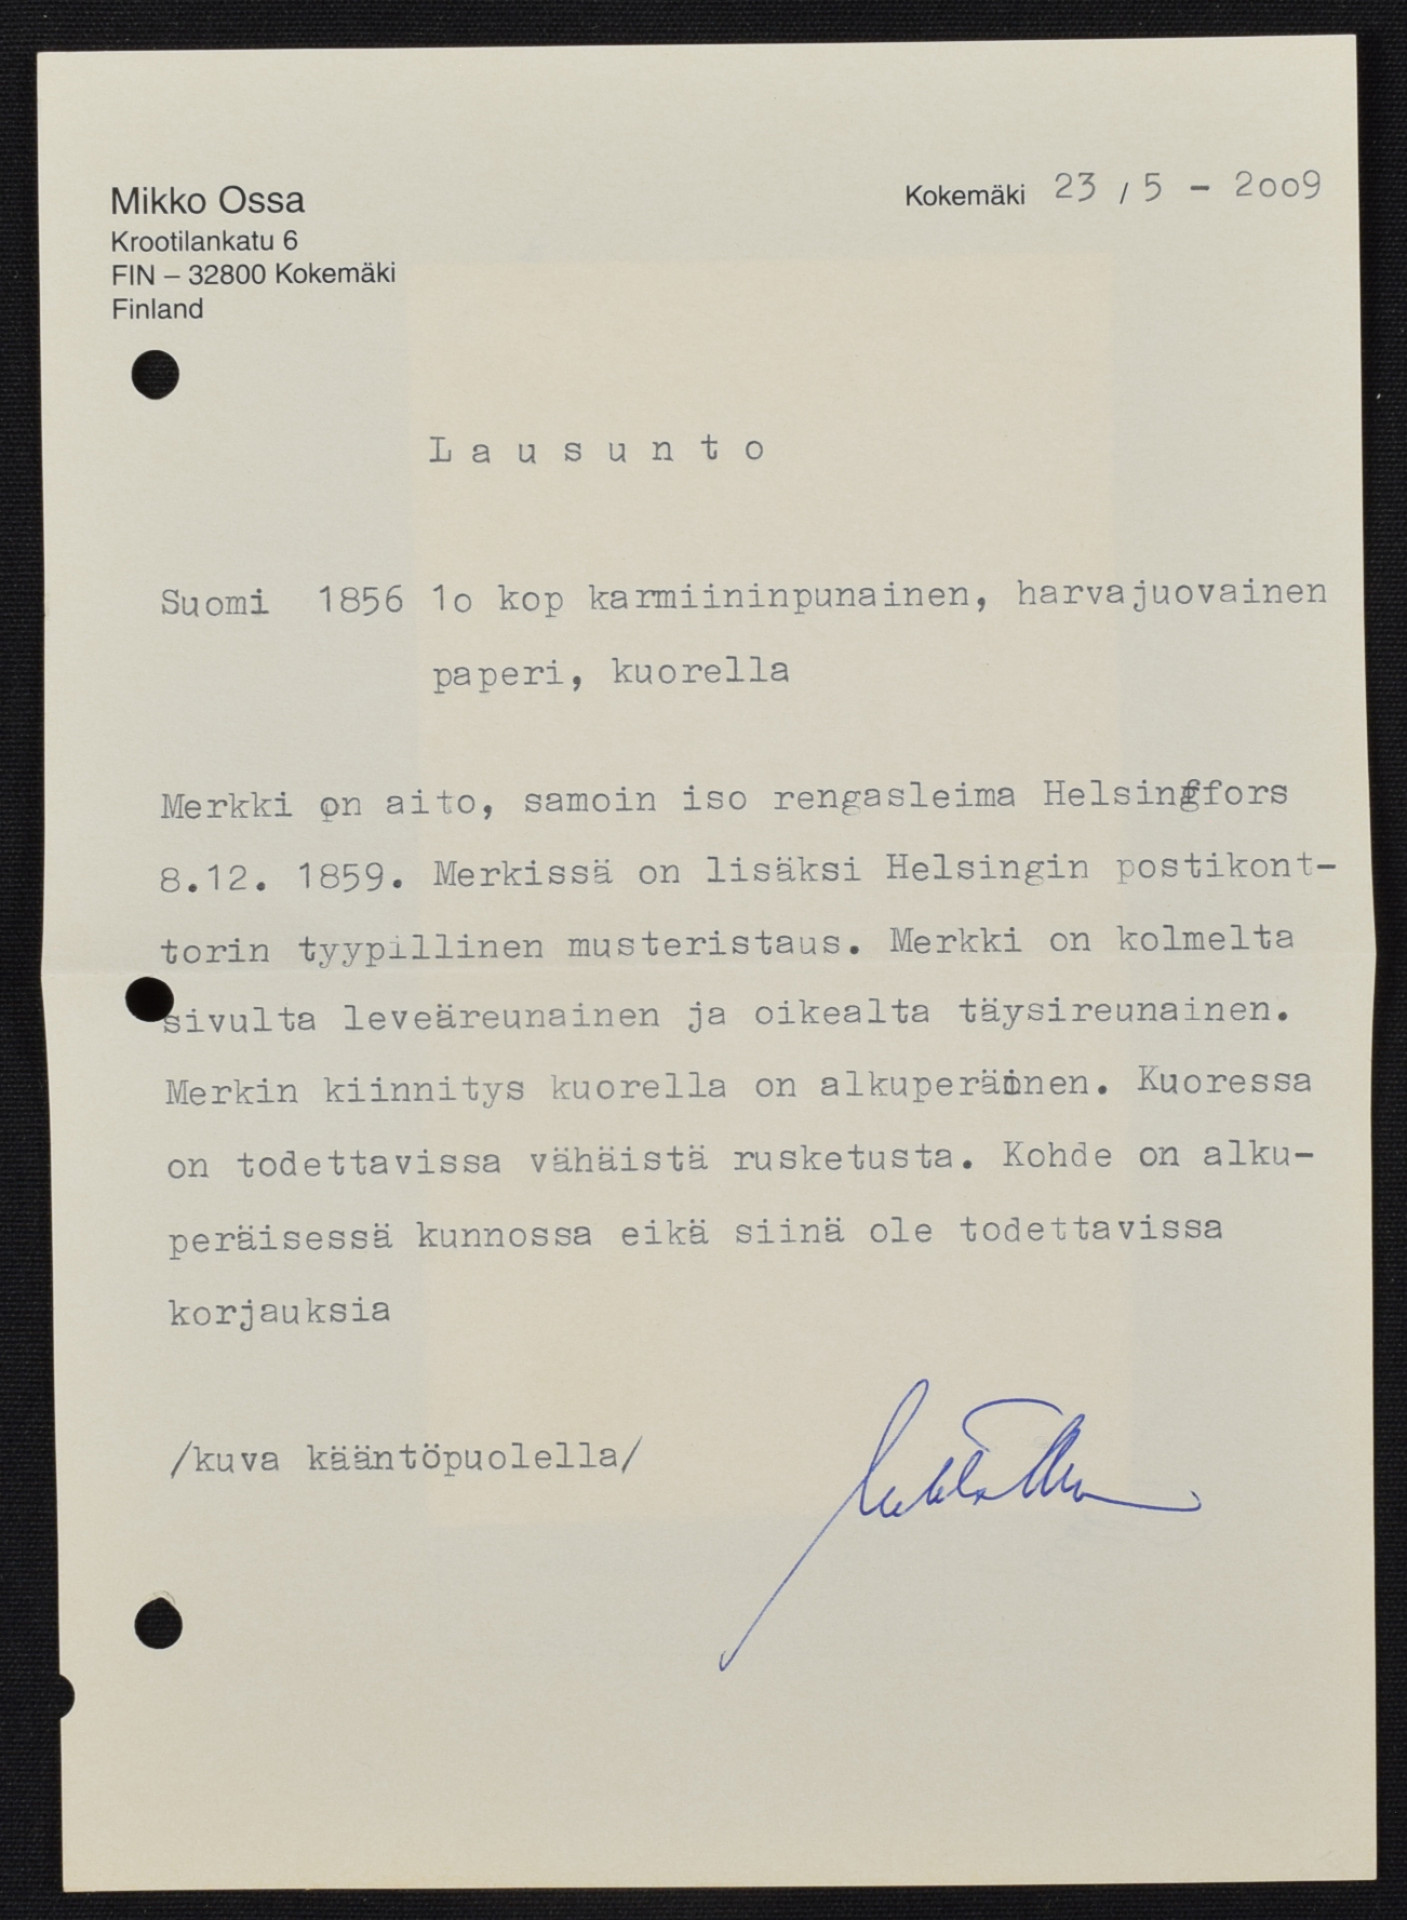 Mikko Ossa
Krootilankatu 6
FIN – 32800 Kokemäki
Finland
Kokemäki 23 / 5 - 2oo9
L a u s u n t o
Suomi 1856 1o kop karmiininpunainen, harvajuovainen
paperi, kuorella
Merkki on aito, samoin iso rengasleima Helsingfors
8.12. 1859. Merkissä on lisäksi Helsingin postikont-
torin tyypillinen musteristaus. Merkki on kolmelta
sivulta leveäreunainen ja oikealta täysireunainen.
Merkin kiinnitys kuorella on alkuperäinen. Kuoressa
on todettavissa vähäistä rusketusta. Kohde on alku-
peräisessä kunnossa eikä siinä ole todettavissa
korjauksia
/kuva kääntöpuolella/